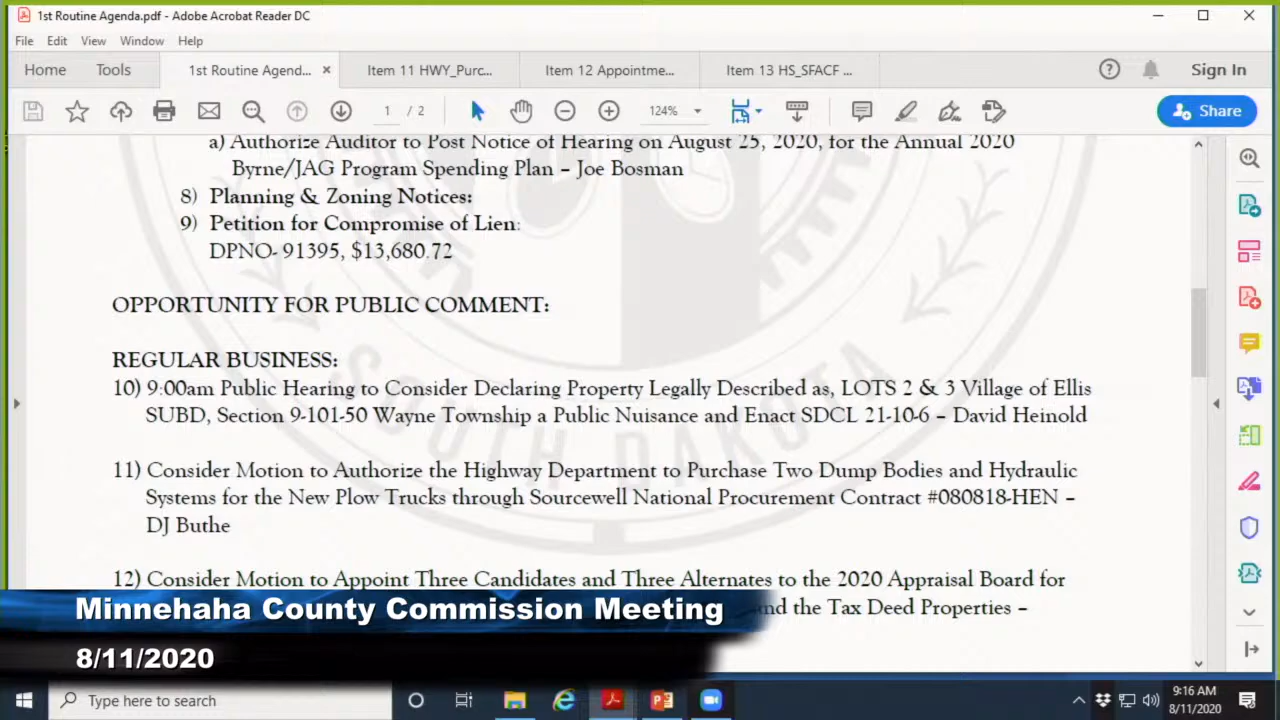 1st Routine Agenda.pdf - Adobe Acrobat Reader DC
File Edit View Window Help
Home Tools 1st Routine Agend... × Item 11 HWY_Purc... Item 12 Appointme... Item 13 HS_SFACF ... Sign In
1 / 2 124% Share
a) Authorize Auditor to Post Notice of Hearing on August 25, 2020, for the Annual 2020
Byrne/JAG Program Spending Plan – Joe Bosman
8) Planning & Zoning Notices:
9) Petition for Compromise of Lien:
DPNO- 91395, $13,680.72
OPPORTUNITY FOR PUBLIC COMMENT:
REGULAR BUSINESS:
10) 9:00am Public Hearing to Consider Declaring Property Legally Described as, LOTS 2 & 3 Village of Ellis
SUBD, Section 9-101-50 Wayne Township a Public Nuisance and Enact SDCL 21-10-6 – David Heinold
11) Consider Motion to Authorize the Highway Department to Purchase Two Dump Bodies and Hydraulic
Systems for the New Plow Trucks through Sourcewell National Procurement Contract #080818-HEN –
DJ Buthe
12) Consider Motion to Appoint Three Candidates and Three Alternates to the 2020 Appraisal Board for
and the Tax Deed Properties –
SOUTH DAKOTA
Minnehaha County Commission Meeting
8/11/2020
Type here to search
9:16 AM
8/11/2020